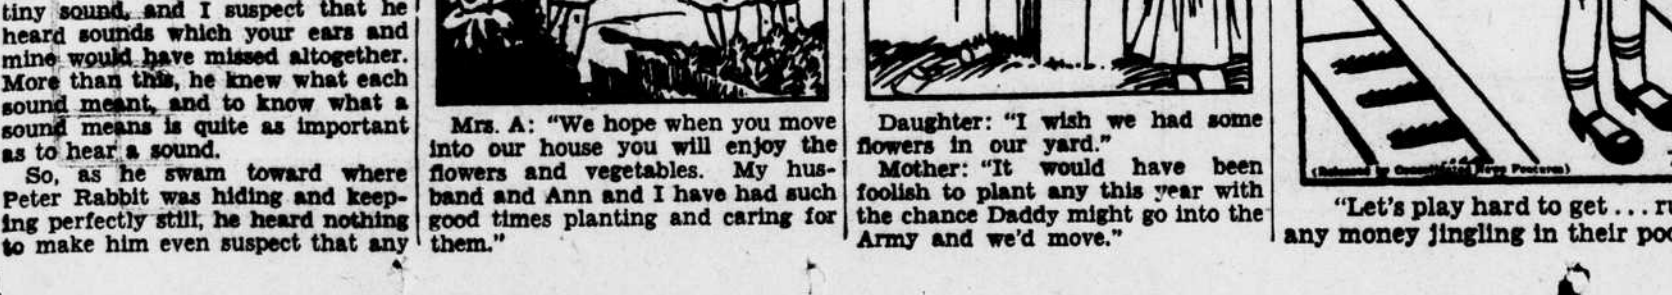 tiny sound, and I suspect that he
heard sounds which your ears and
mine would have missed altogether.
More than this, he knew what each
sound meant, and to know what a
sound means is quite as important
as to hear a sound.
So, as he swam toward where
Peter Rabbit was hiding and keep-
ing perfectly still, he heard nothing
to make him even suspect that any
Mrs. A: "We hope when you move
into our house you will enjoy the
flowers and vegetables. My hus-
band and Ann and I have had such
good times planting and caring for
them."
Daughter: "I wish we had some
flowers in our yard."
Mother: "It would have been
foolish to plant any this year with
the chance Daddy might go into the
Army and we'd move."
(Released by Consolidated News Features)
"Let's play hard to get...
any money jingling in their